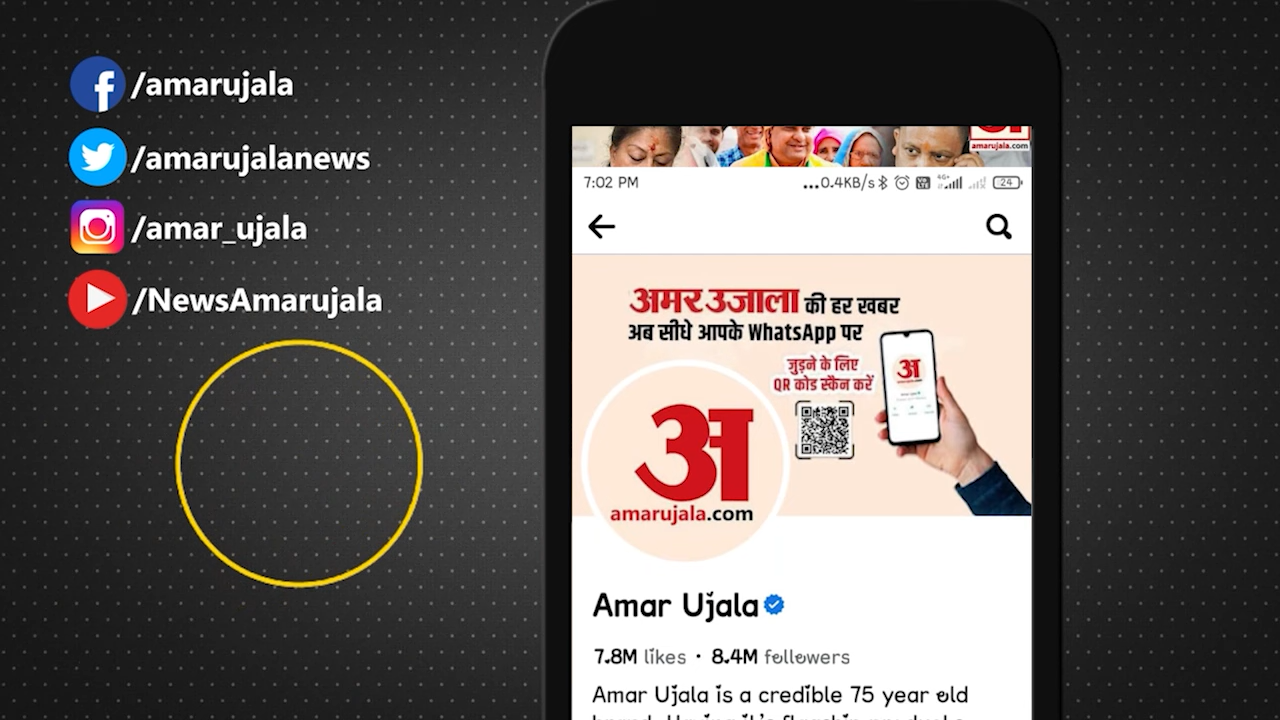 /amarujala
/amarujalanews
/amar_ujala
/NewsAmarujala
amarujala.com
7:02 PM
...0.4KB/s
4G+
24
अमर उजाला की हर खबर
अब सीधे आपके WhatsApp पर
जुड़ने के लिए
QR कोड स्कैन करें
अ
अ
amarujala.com
Amar Ujala
7.8M likes · 8.4M followers
Amar Ujala is a credible 75 year old